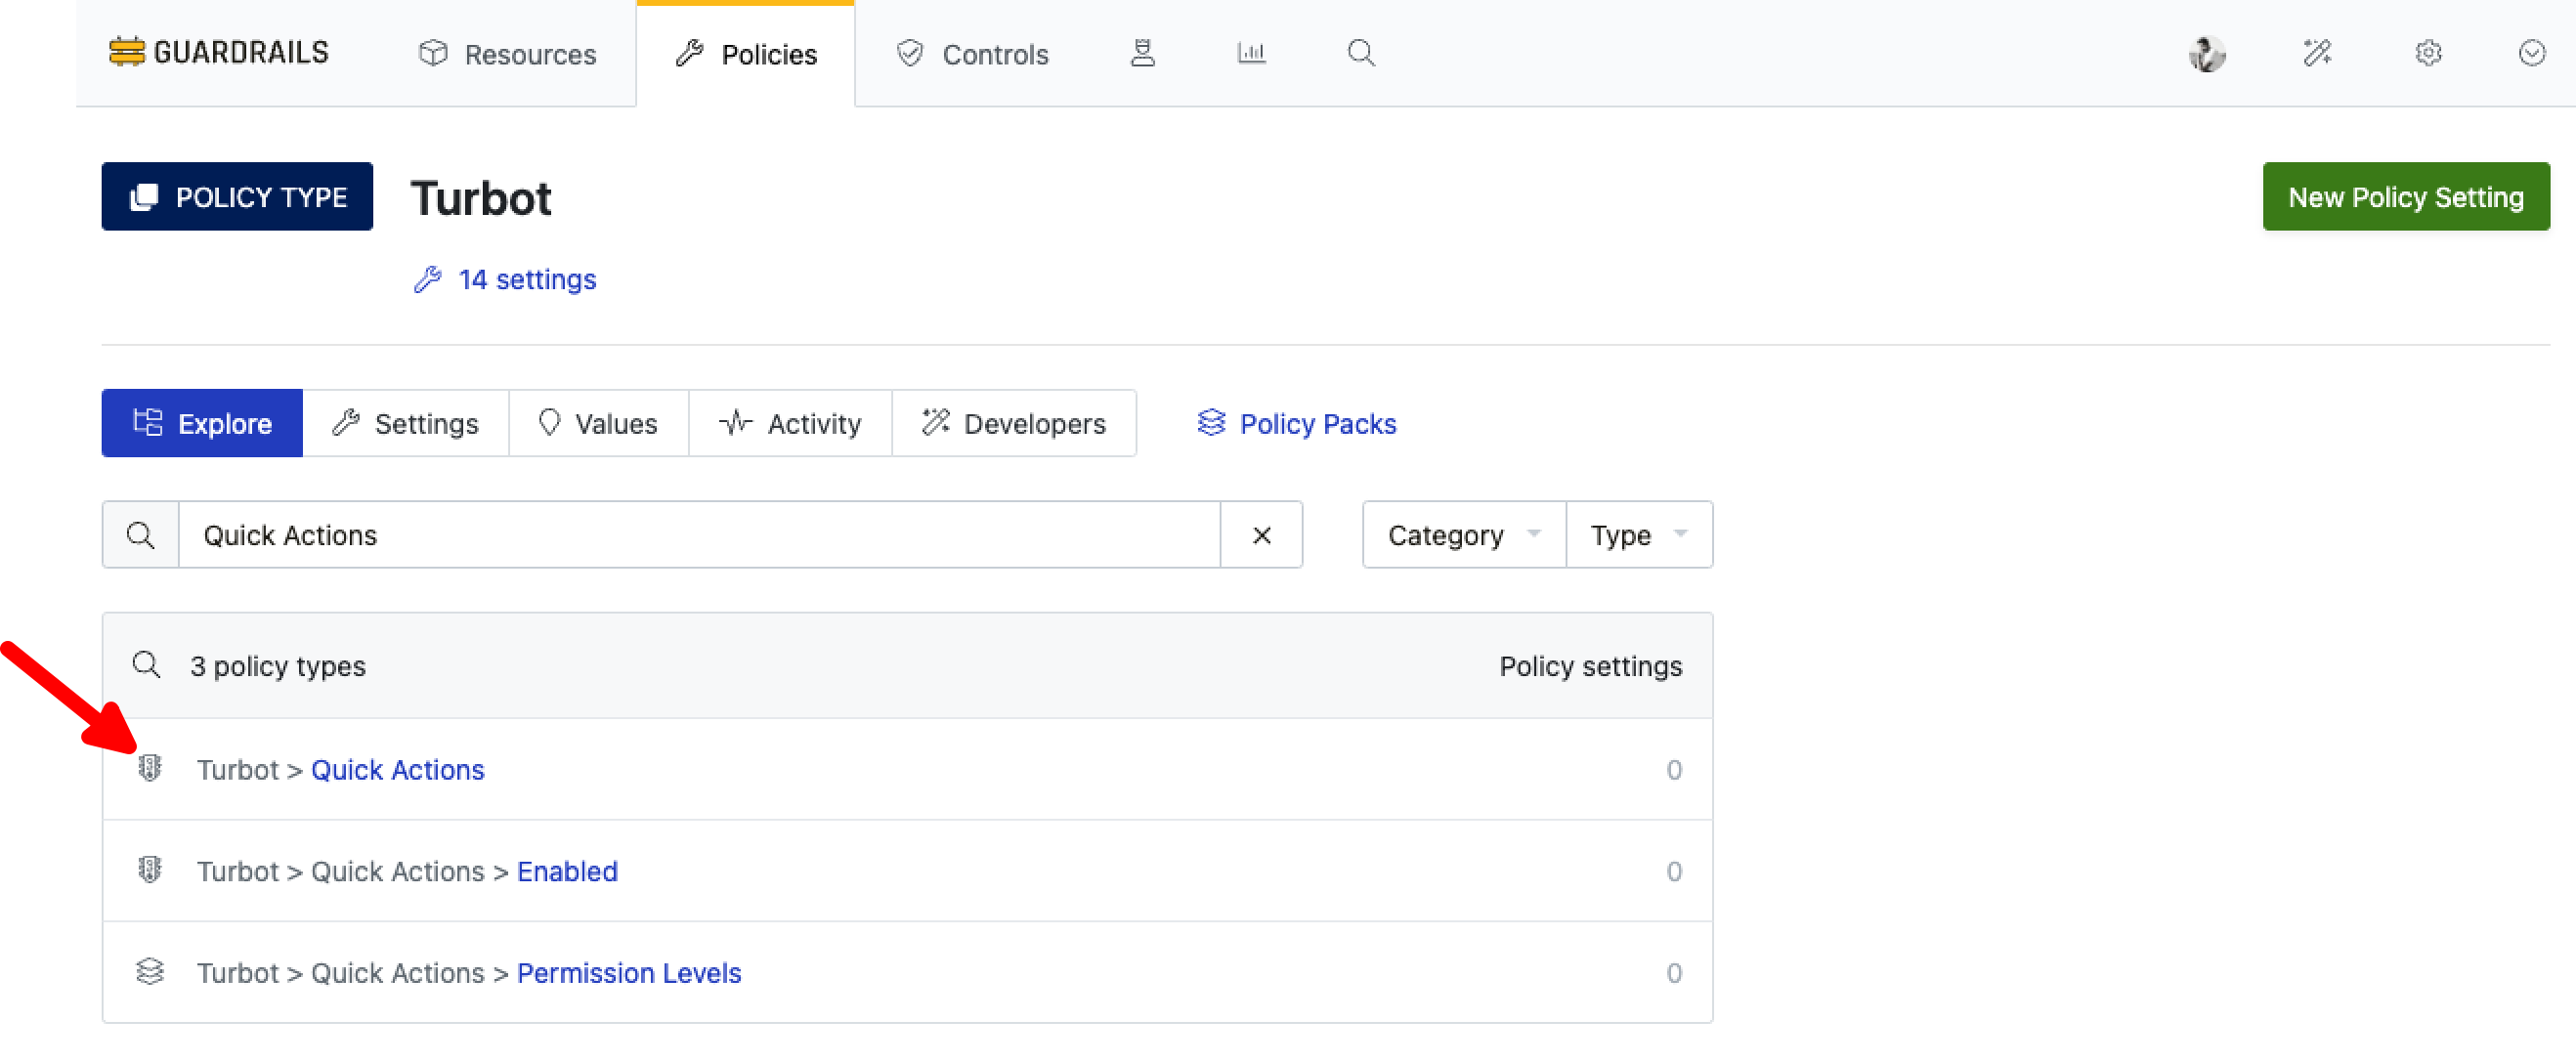 GUARDRAILS Resources Policies Controls
POLICY TYPE Turbot New Policy Setting
14 settings
Explore Settings Values Activity Developers Policy Packs
Quick Actions Category Type
3 policy types Policy settings
Turbot > Quick Actions 0
Turbot > Quick Actions > Enabled 0
Turbot > Quick Actions > Permission Levels 0